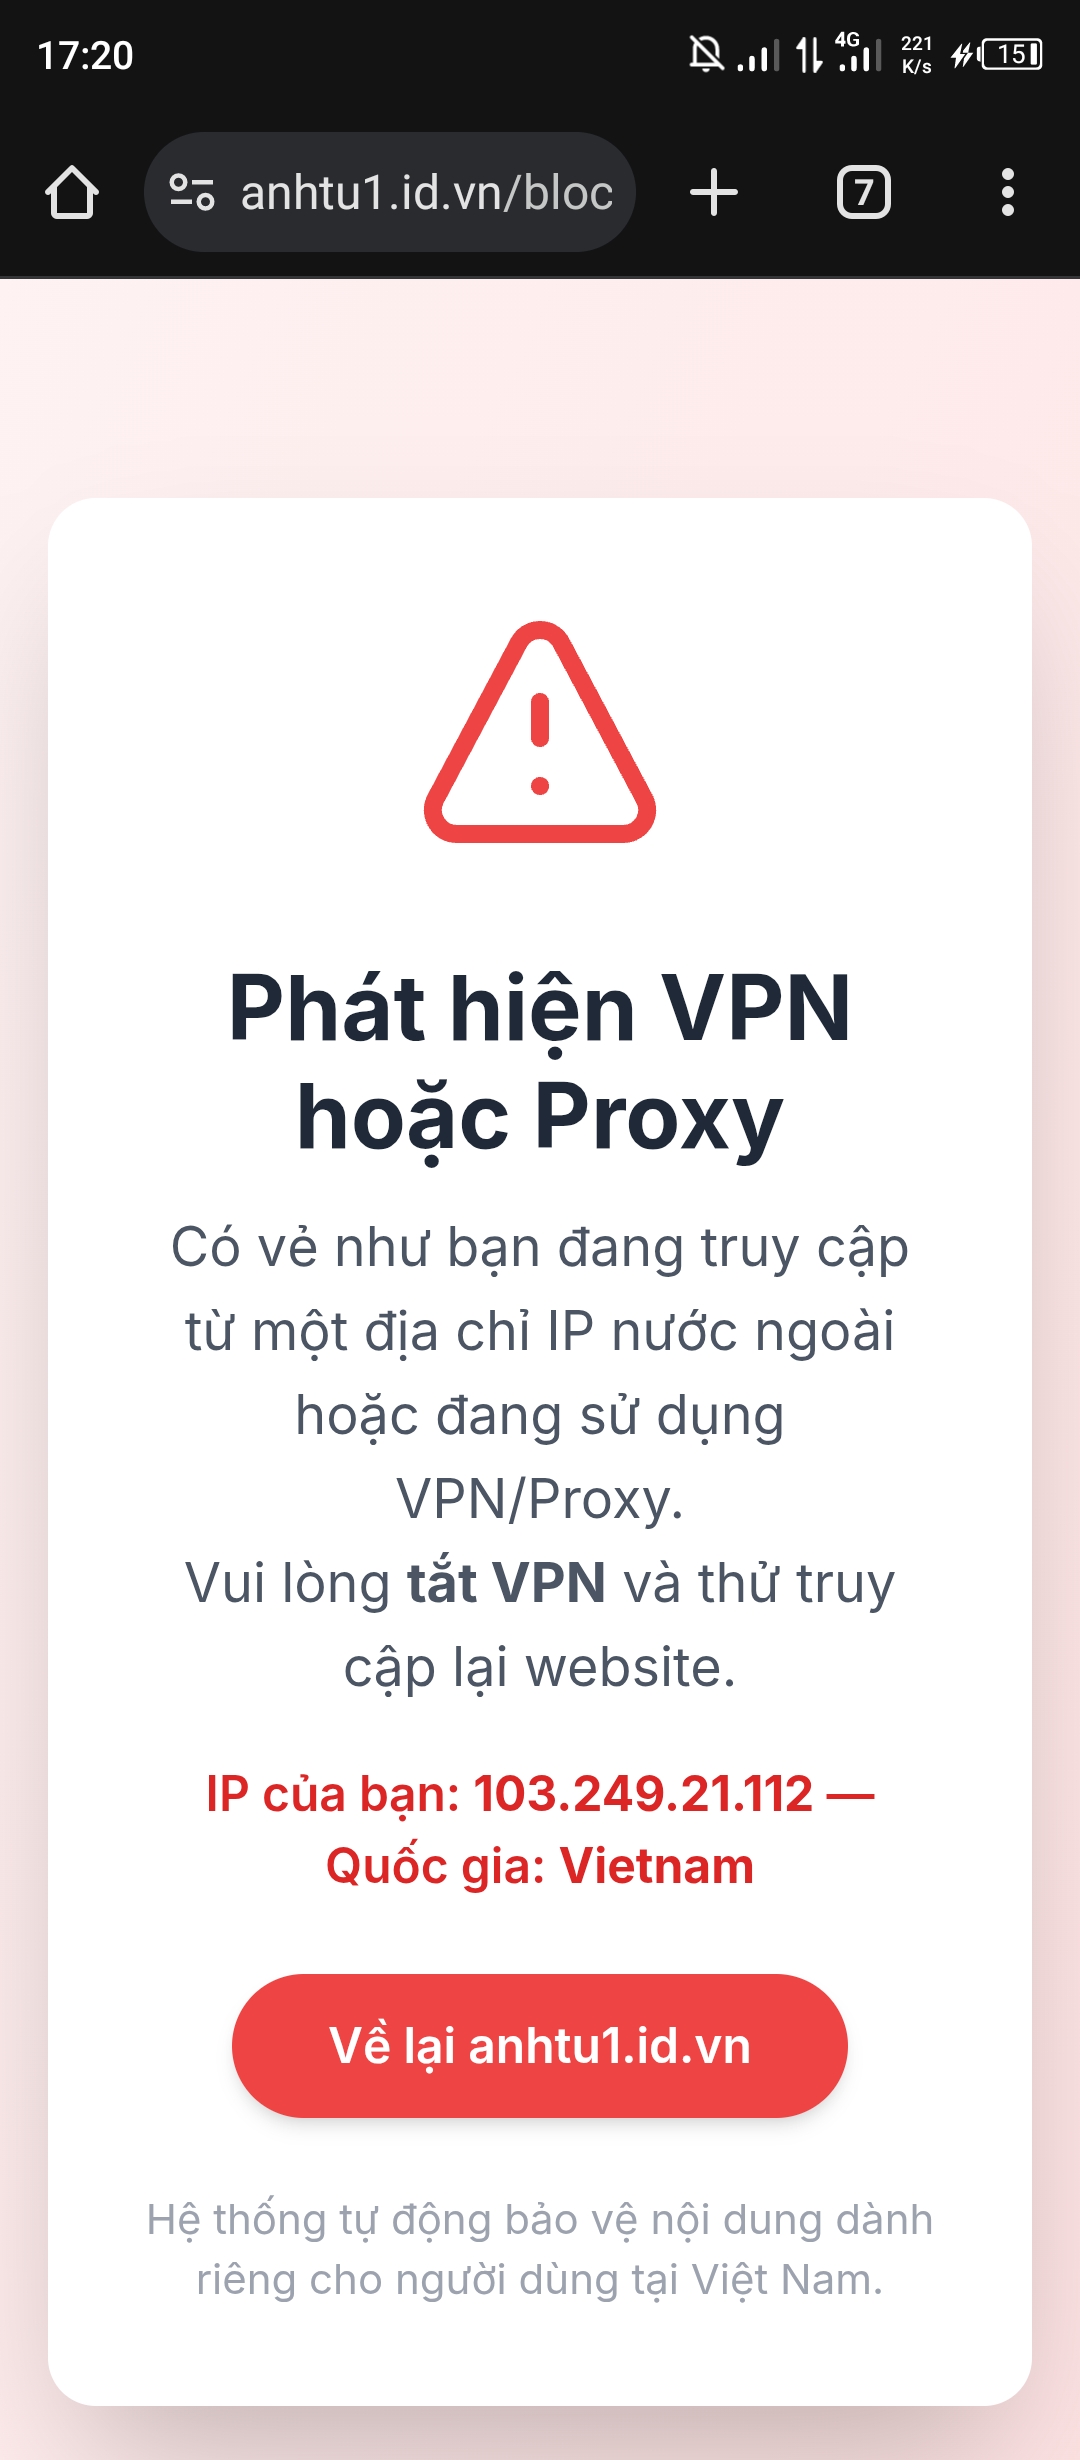 17:20
4G
221
K/s
15
anhtu1.id.vn/bloc
7
Phát hiện VPN
hoặc Proxy
Có vẻ như bạn đang truy cập
từ một địa chỉ IP nước ngoài
hoặc đang sử dụng
VPN/Proxy.
Vui lòng tắt VPN và thử truy
cập lại website.
IP của bạn: 103.249.21.112 —
Quốc gia: Vietnam
Về lại anhtu1.id.vn
Hệ thống tự động bảo vệ nội dung dành
riêng cho người dùng tại Việt Nam.